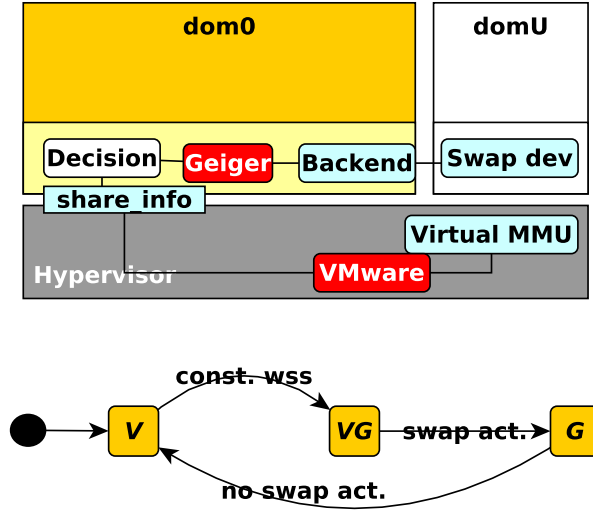 dom0
domU
Decision
Geiger
Backend
Swap dev
share_info
Virtual MMU
Hypervisor
VMware
const. wss
V
VG
swap act.
G
no swap act.